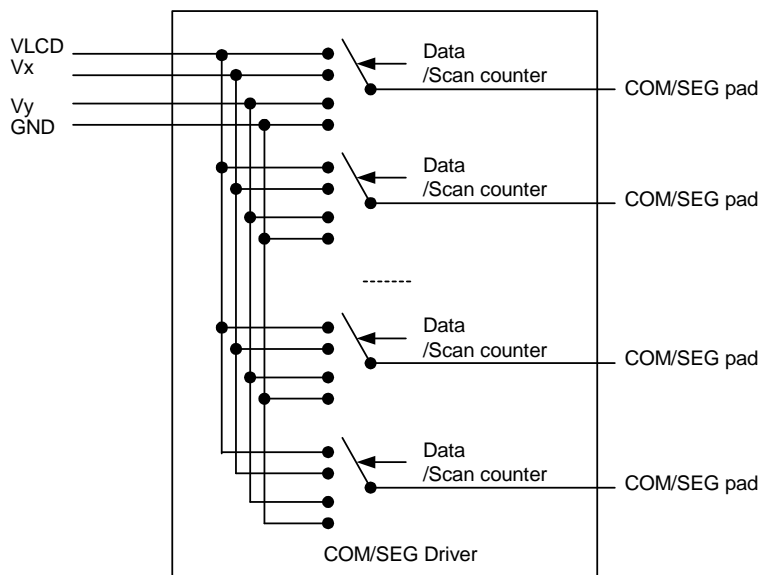 VLCD
Vx
Vy
GND
Data
/Scan counter
COM/SEG pad
Data
/Scan counter
COM/SEG pad
Data
/Scan counter
COM/SEG pad
Data
/Scan counter
COM/SEG pad
COM/SEG Driver